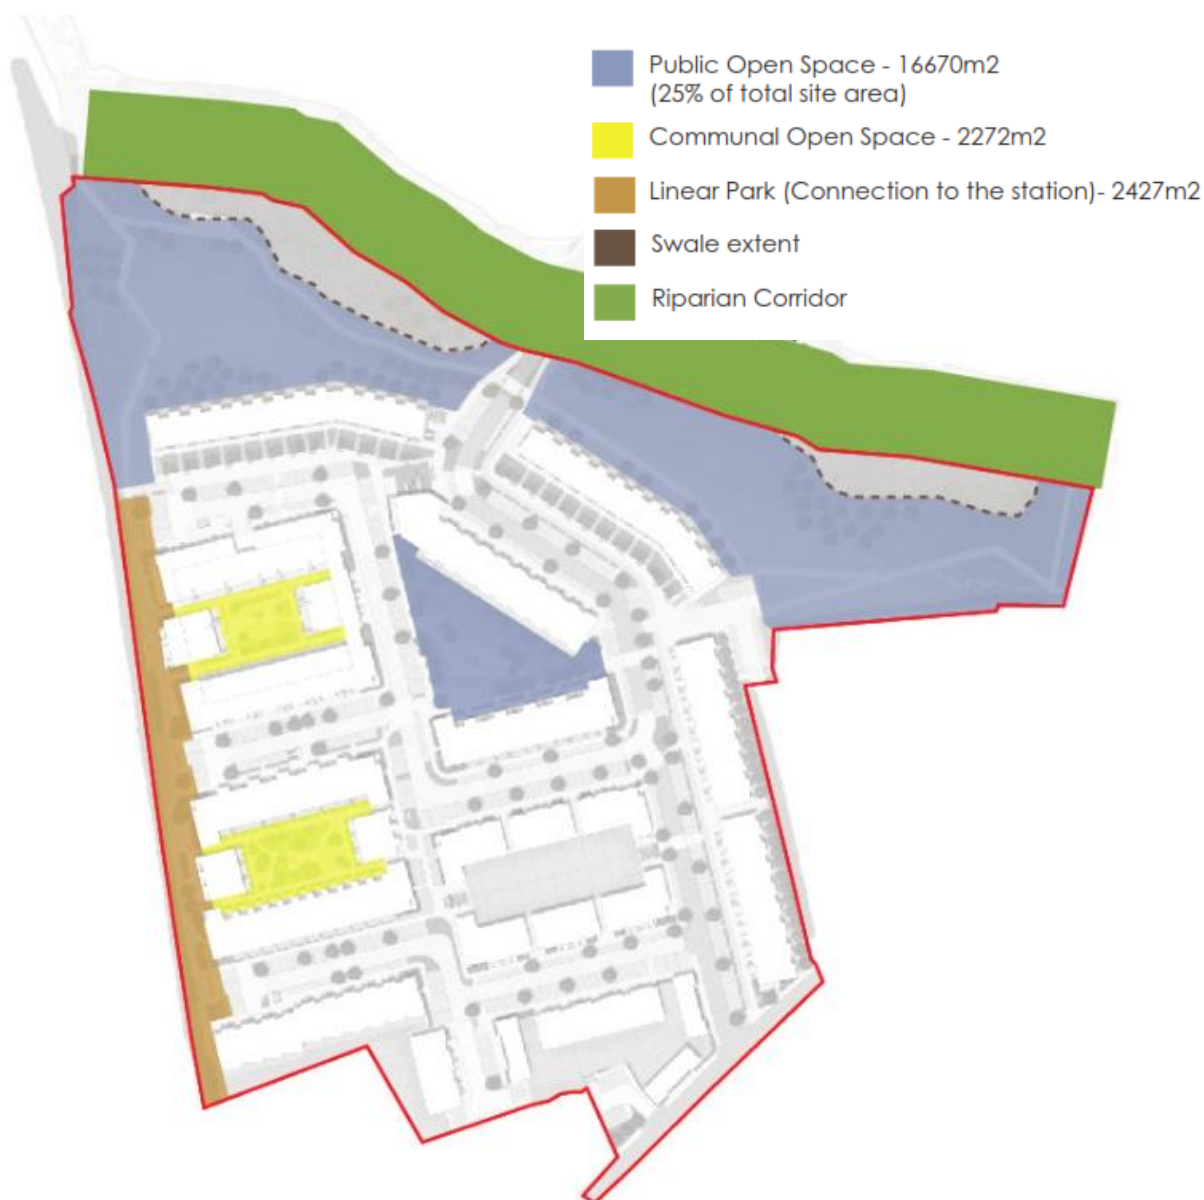 Public Open Space - 16670m2
(25% of total site area)
Communal Open Space - 2272m2
Linear Park (Connection to the station)- 2427m2
Swale extent
Riparian Corridor